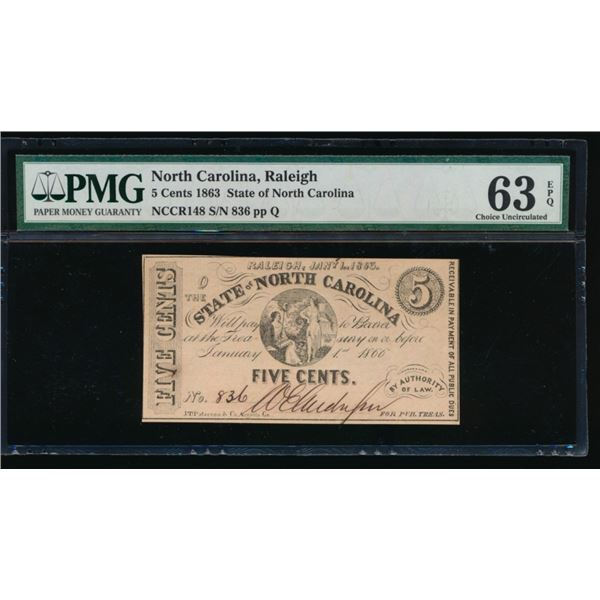 PMG
PAPER MONEY GUARANTY
North Carolina, Raleigh
5 Cents 1863 State of North Carolina
NCCR148 S/N 836 pp Q
63 EPQ
Choice Uncirculated
RALEIGH, JANY 1, 1863.
THE
STATE of NORTH CAROLINA
5
Will pay to Bearer
at the Treasury on or before
January 1st 1866
FIVE CENTS.
No. 836
BY AUTHORITY
OF LAW.
FOR PUB. TREAS.
FIVE CENTS
RECEIVABLE IN PAYMENT OF ALL PUBLIC DUES